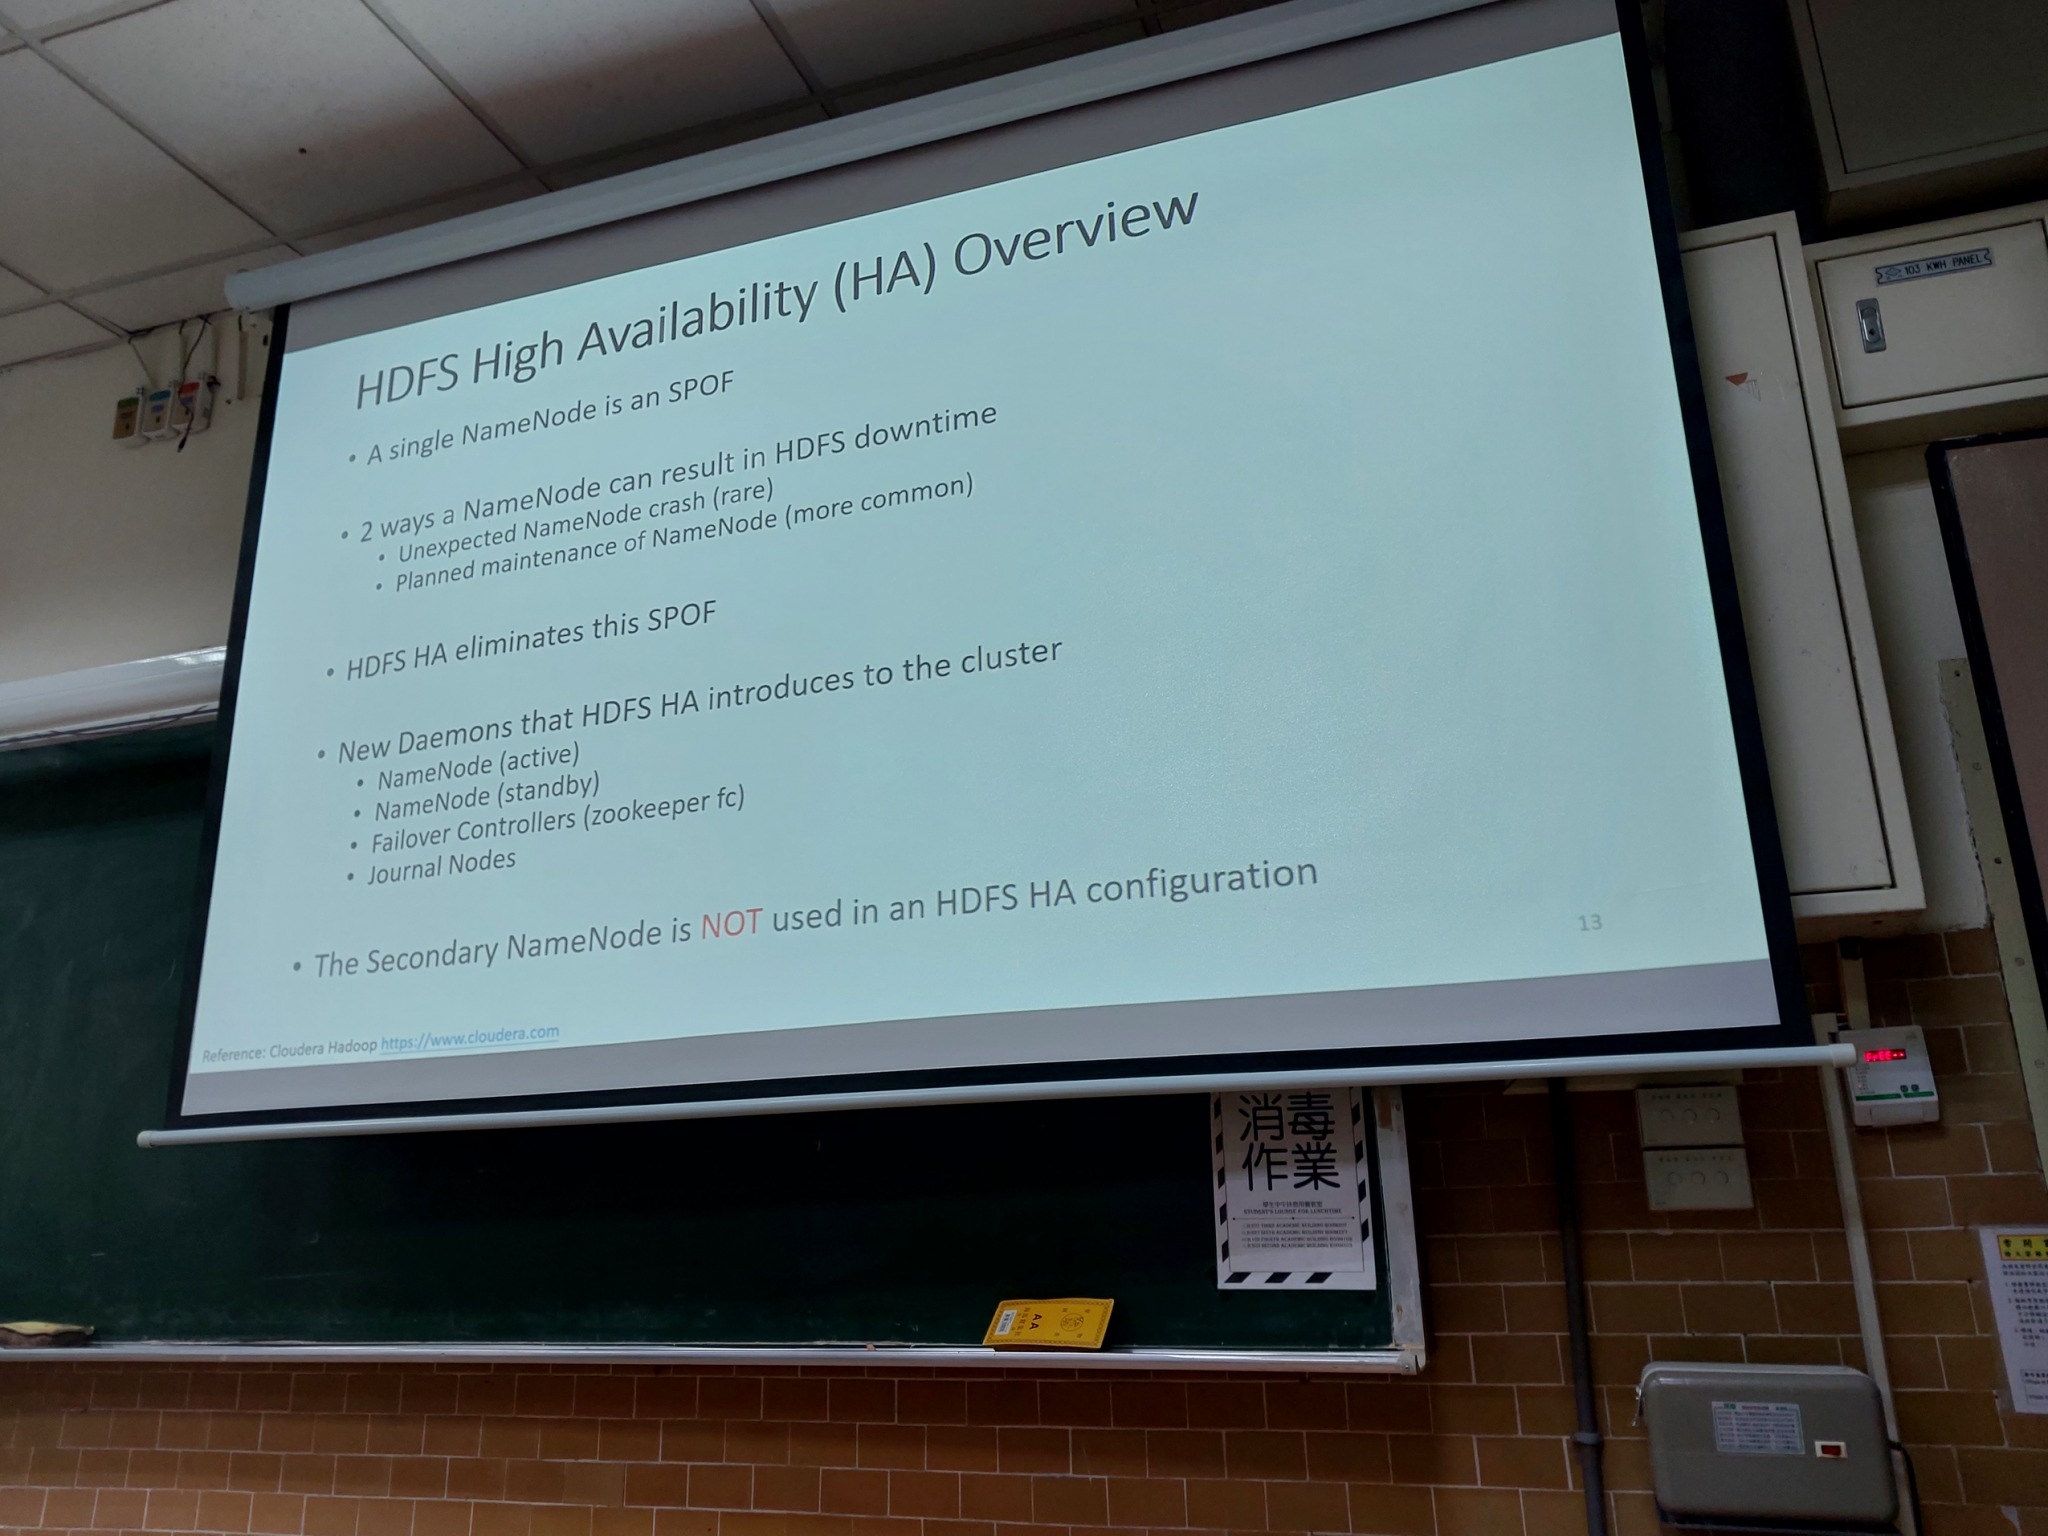 HDFS High Availability (HA) Overview
• A single NameNode is an SPOF
• 2 ways a NameNode can result in HDFS downtime
• Unexpected NameNode crash (rare)
• Planned maintenance of NameNode (more common)
• HDFS HA eliminates this SPOF
• New Daemons that HDFS HA introduces to the cluster
• NameNode (active)
• NameNode (standby)
• Failover Controllers (zookeeper fc)
• Journal Nodes
• The Secondary NameNode is NOT used in an HDFS HA configuration
13
Reference: Cloudera Hadoop https://www.cloudera.com
103 KWH PANEL
消毒
作業
STUDENT'S LOUNGE FOR LUNCHTIME
AA